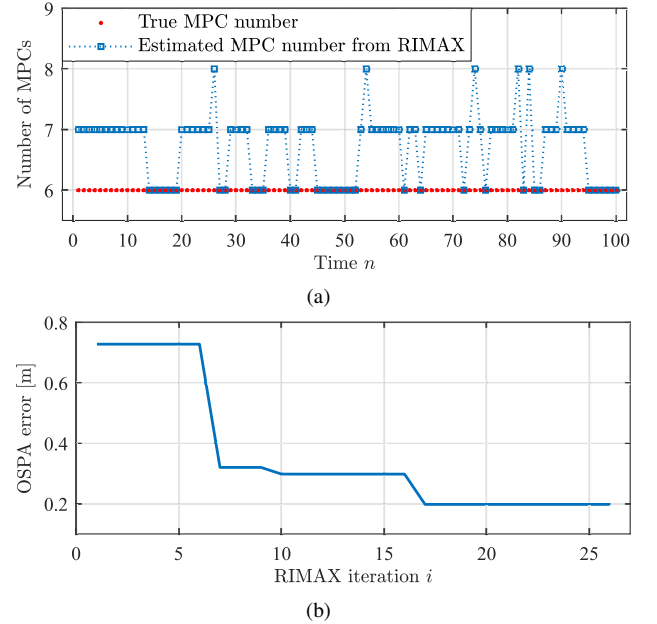 True MPC number
Estimated MPC number from RIMAX
Number of MPCs
9
8
7
6
0 10 20 30 40 50 60 70 80 90 100
Time n
(a)
OSPA error [m]
0.8
0.6
0.4
0.2
0 5 10 15 20 25
RIMAX iteration i
(b)